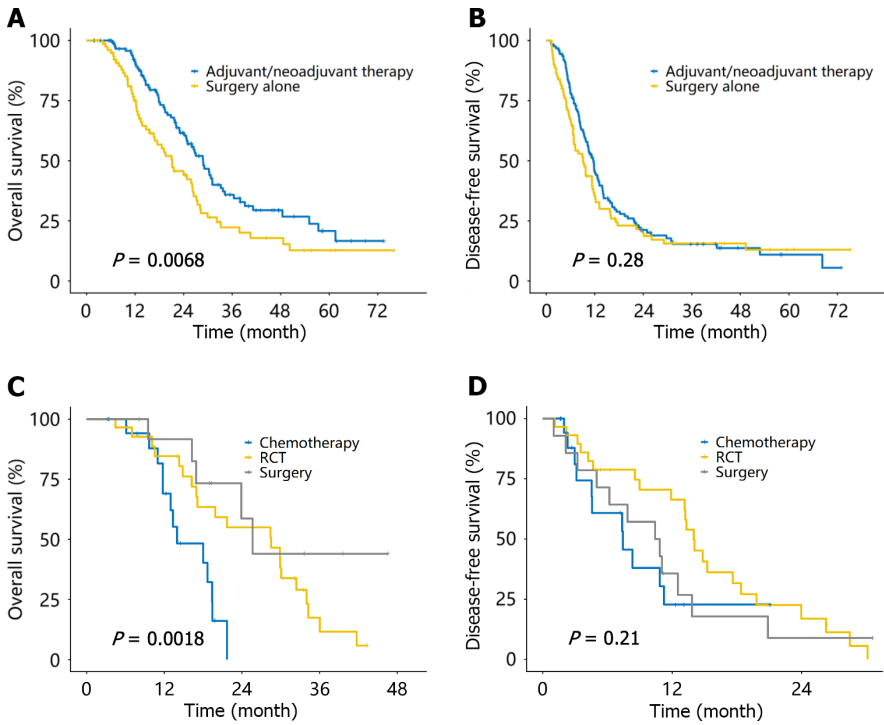 A
Overall survival (%)
100
75
50
25
0
Adjuvant/neoadjuvant therapy
Surgery alone
P = 0.0068
0 12 24 36 48 60 72
Time (month)
B
Disease-free survival (%)
100
75
50
25
0
Adjuvant/neoadjuvant therapy
Surgery alone
P = 0.28
0 12 24 36 48 60 72
Time (month)
C
Overall survival (%)
100
75
50
25
0
Chemotherapy
RCT
Surgery
P = 0.0018
0 12 24 36 48
Time (month)
D
Disease-free survival (%)
100
75
50
25
0
Chemotherapy
RCT
Surgery
P = 0.21
0 12 24
Time (month)